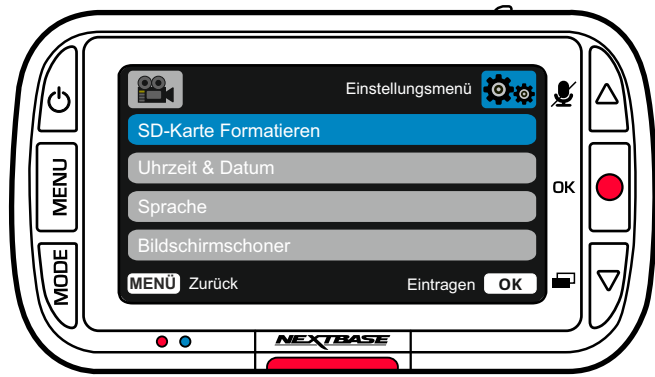 Einstellungsmenü
SD-Karte Formatieren
Uhrzeit & Datum
Sprache
Bildschirmschoner
MENÜ Zurück Eintragen OK
MENU
MODE
OK
NEXTBASE